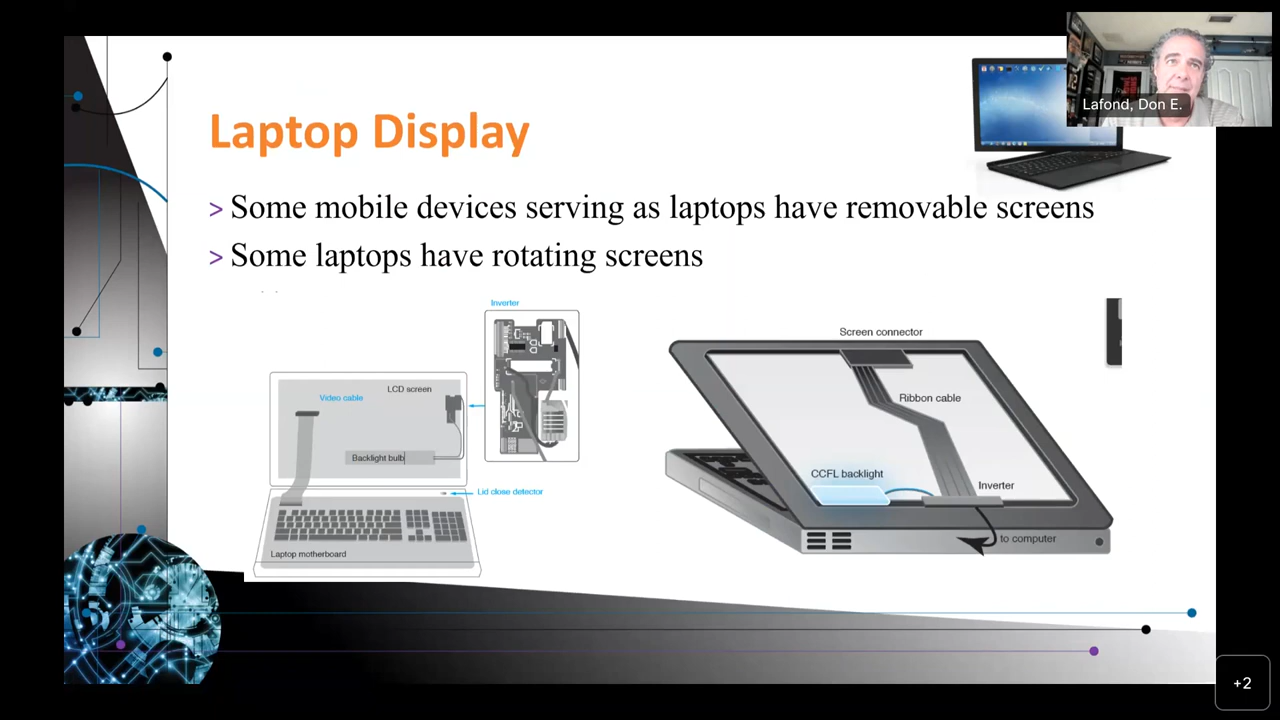 Lafond, Don E.
Laptop Display
> Some mobile devices serving as laptops have removable screens
> Some laptops have rotating screens
Inverter
LCD screen
Video cable
Backlight bulb
Lid close detector
Laptop motherboard
Screen connector
Ribbon cable
CCFL backlight
Inverter
to computer
+2